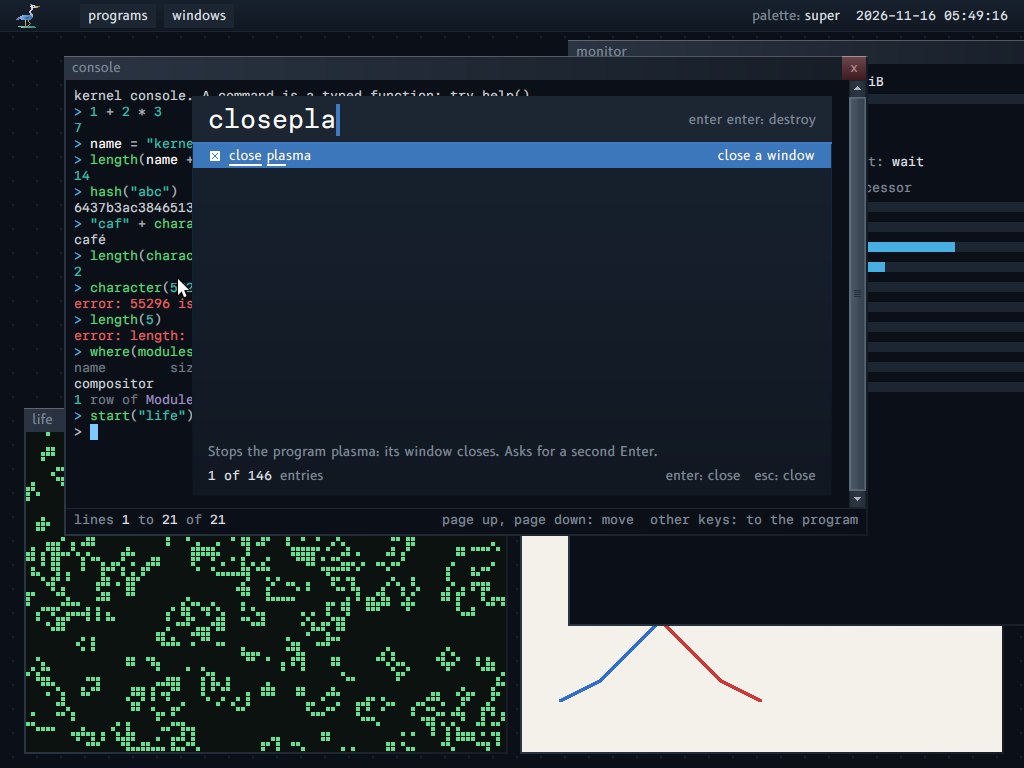 programs windows palette: super 2026-11-16 05:49:16
monitor
console x
kernel console. A command is a typed function: try help()
iB
> 1 + 2 * 3
7
closepla enter enter: destroy
> name = "kerne
> length(name +
close plasma close a window
t: wait
14
> hash("abc")
cessor
6437b3ac3846513
> "caf" + chara
café
> length(charac
2
> character(5 2
error: 55296 is
> length(5)
error: length:
> where(modules
name siz
compositor
1 row of Module
> start("life")
>
life
Stops the program plasma: its window closes. Asks for a second Enter.
1 of 146 entries enter: close esc: close
lines 1 to 21 of 21 page up, page down: move other keys: to the program